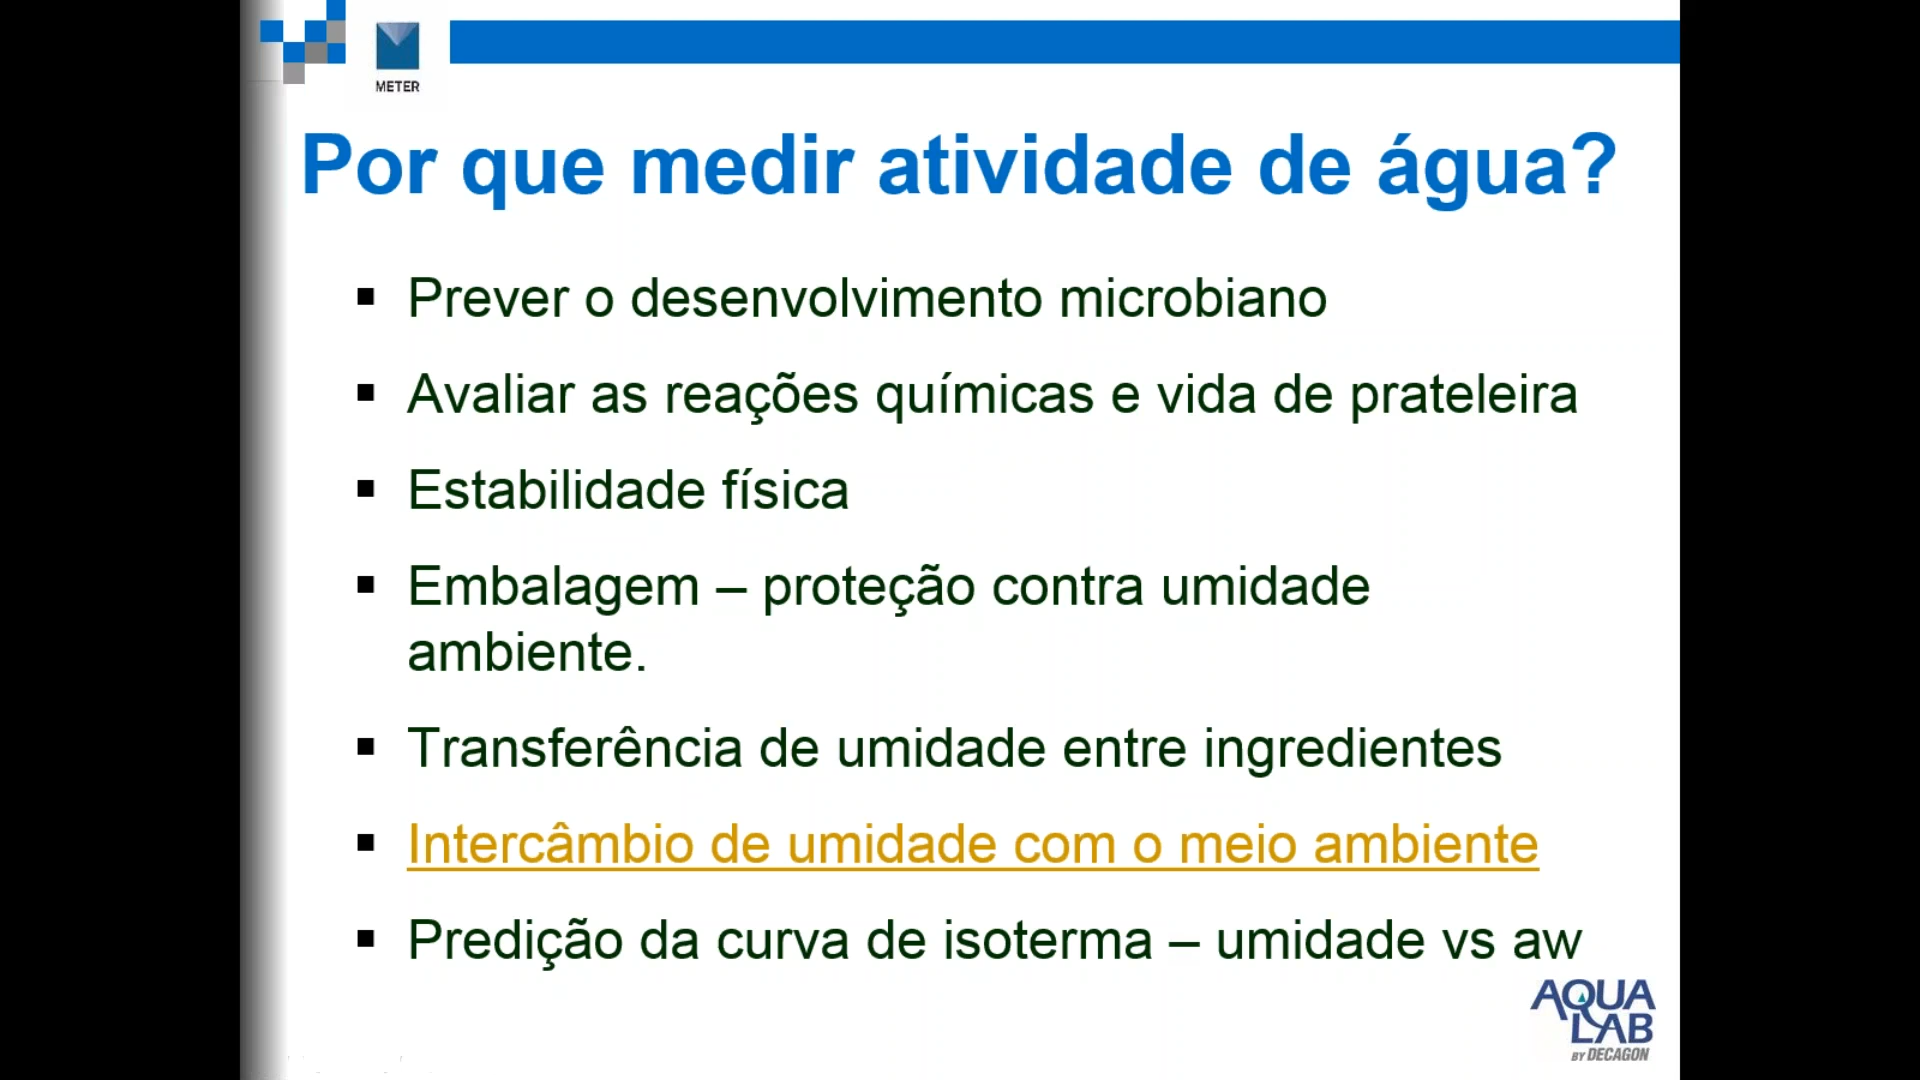 METER
Por que medir atividade de água?
▪ Prever o desenvolvimento microbiano
▪ Avaliar as reações químicas e vida de prateleira
▪ Estabilidade física
▪ Embalagem – proteção contra umidade
ambiente.
▪ Transferência de umidade entre ingredientes
▪ Intercâmbio de umidade com o meio ambiente
▪ Predição da curva de isoterma – umidade vs aw
AQUA
LAB
BY DECAGON